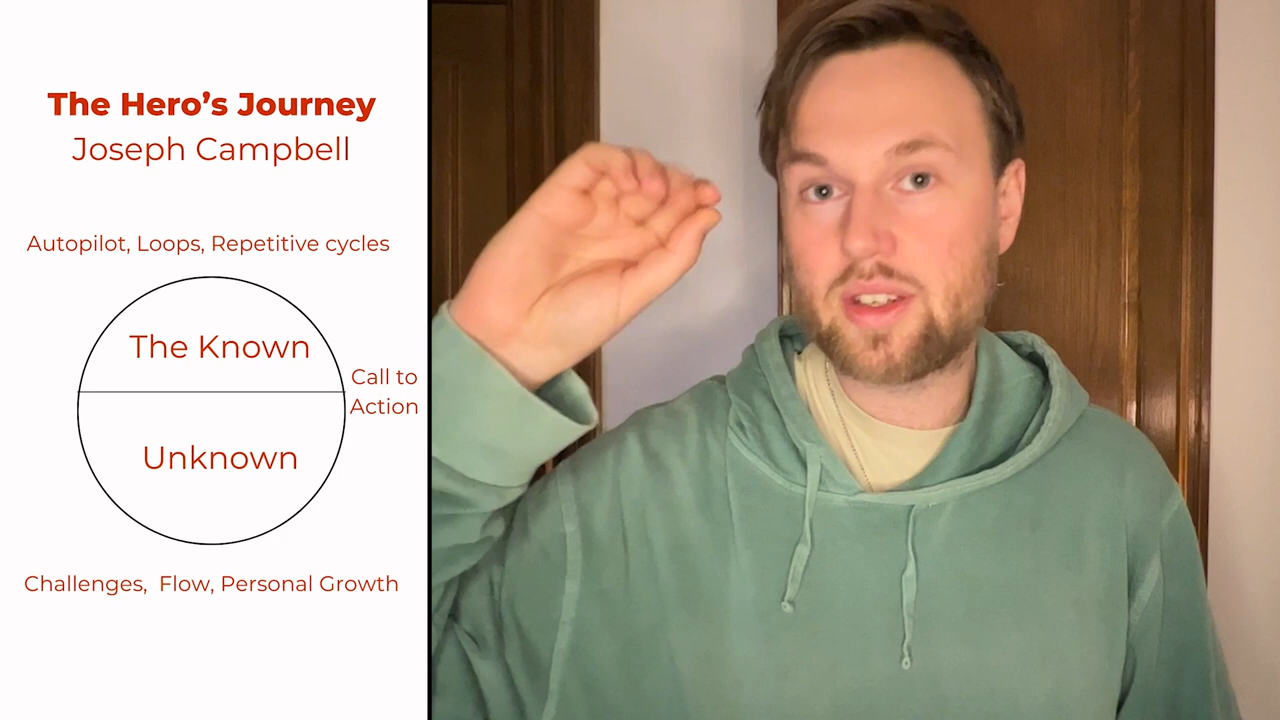 The Hero’s Journey
Joseph Campbell
Autopilot, Loops, Repetitive cycles
The Known
Call to
Action
Unknown
Challenges,  Flow, Personal Growth